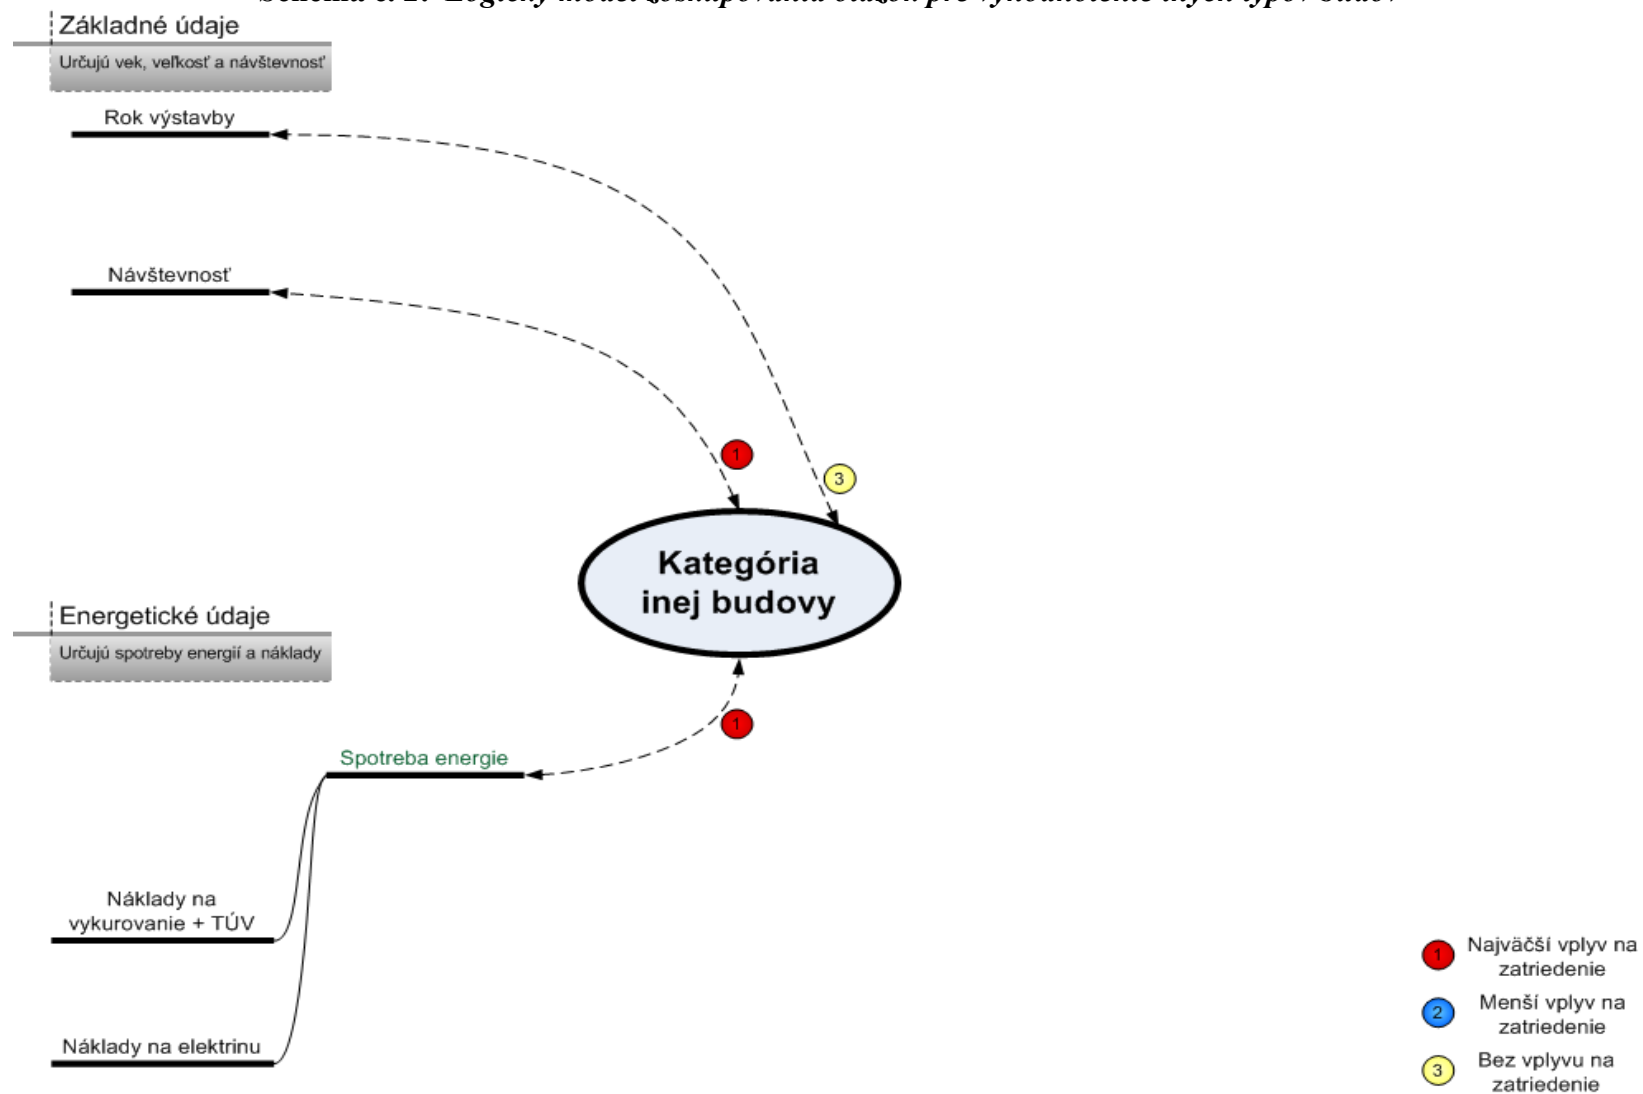 Základné údaje
Určujú vek, veľkosť a návštevnosť
Rok výstavby
Návštevnosť
1
3
Kategória
inej budovy
Energetické údaje
Určujú spotreby energií a náklady
1
Spotreba energie
Náklady na
vykurovanie + TÚV
Náklady na elektrinu
1 Najväčší vplyv na
zatriedenie
2 Menší vplyv na
zatriedenie
3 Bez vplyvu na
zatriedenie